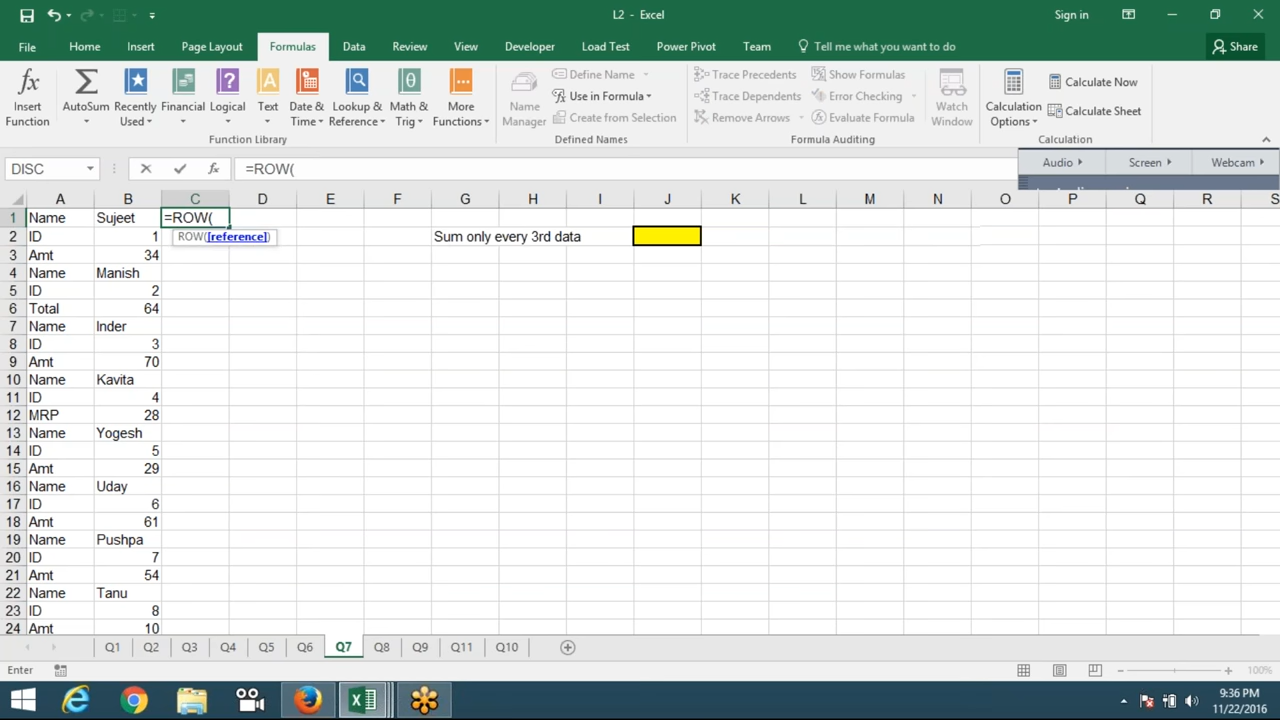 L2 - Excel
Sign in
File Home Insert Page Layout Formulas Data Review View Developer Load Test Power Pivot Team Tell me what you want to do Share
Insert Function
AutoSum
Recently Used
Financial
Logical
Text
Date & Time
Lookup & Reference
Math & Trig
More Functions
Function Library
Name Manager
Define Name
Use in Formula
Create from Selection
Defined Names
Trace Precedents
Trace Dependents
Remove Arrows
Show Formulas
Error Checking
Evaluate Formula
Watch Window
Formula Auditing
Calculation Options
Calculate Now
Calculate Sheet
Calculation
DISC fx =ROW(
Audio Screen Webcam
A B C D E F G H I J K L M N O P Q R S
1 Name Sujeet =ROW(
ROW([reference])
2 ID 1 Sum only every 3rd data
3 Amt 34
4 Name Manish
5 ID 2
6 Total 64
7 Name Inder
8 ID 3
9 Amt 70
10 Name Kavita
11 ID 4
12 MRP 28
13 Name Yogesh
14 ID 5
15 Amt 29
16 Name Uday
17 ID 6
18 Amt 61
19 Name Pushpa
20 ID 7
21 Amt 54
22 Name Tanu
23 ID 8
24 Amt 10
Q1 Q2 Q3 Q4 Q5 Q6 Q7 Q8 Q9 Q11 Q10
Enter
100%
9:36 PM
11/22/2016